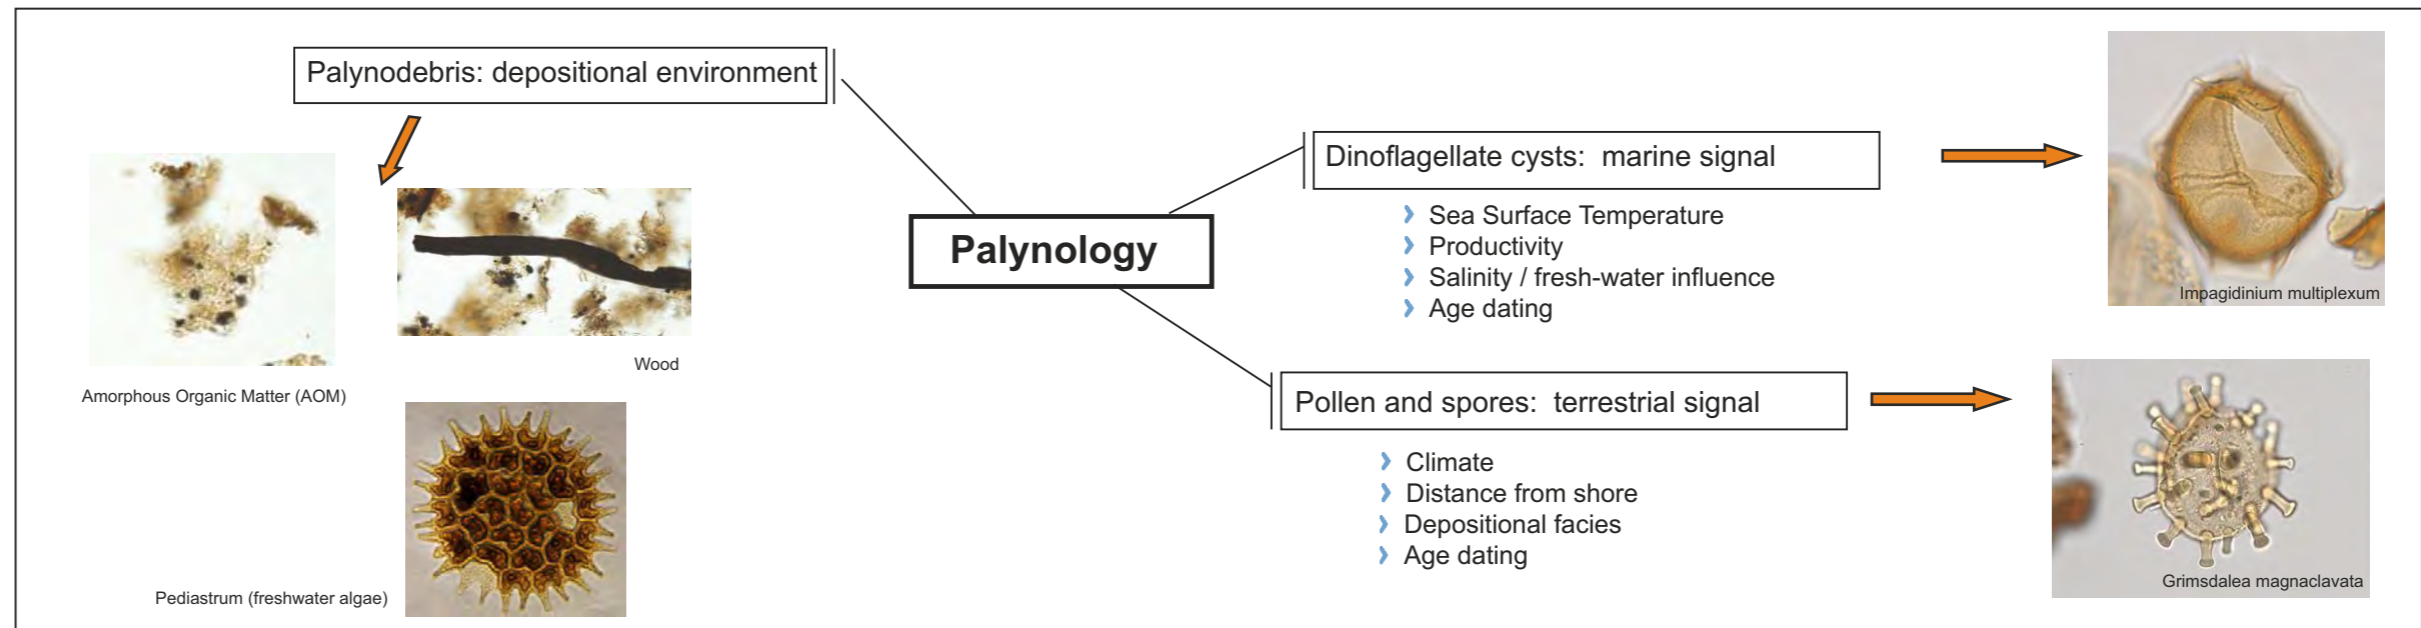 Palynodebris: depositional environment
Amorphous Organic Matter (AOM)
Wood
Pediastrum (freshwater algae)
Palynology
Dinoflagellate cysts: marine signal
Sea Surface Temperature
Productivity
Salinity / fresh-water influence
Age dating
Impagidinium multiplexum
Pollen and spores: terrestrial signal
Climate
Distance from shore
Depositional facies
Age dating
Grimsdalea magnaclavata